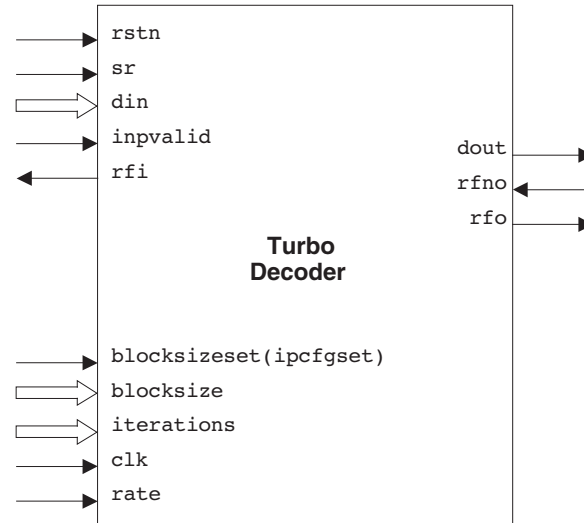 rstn
sr
din
inpvalid
rfi
dout
rfno
rfo
Turbo
Decoder
blocksizeset(ipcfgset)
blocksize
iterations
clk
rate